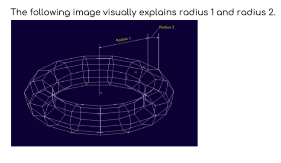 The following image visually explains radius 1 and radius 2.
Radius 2
Radius 1